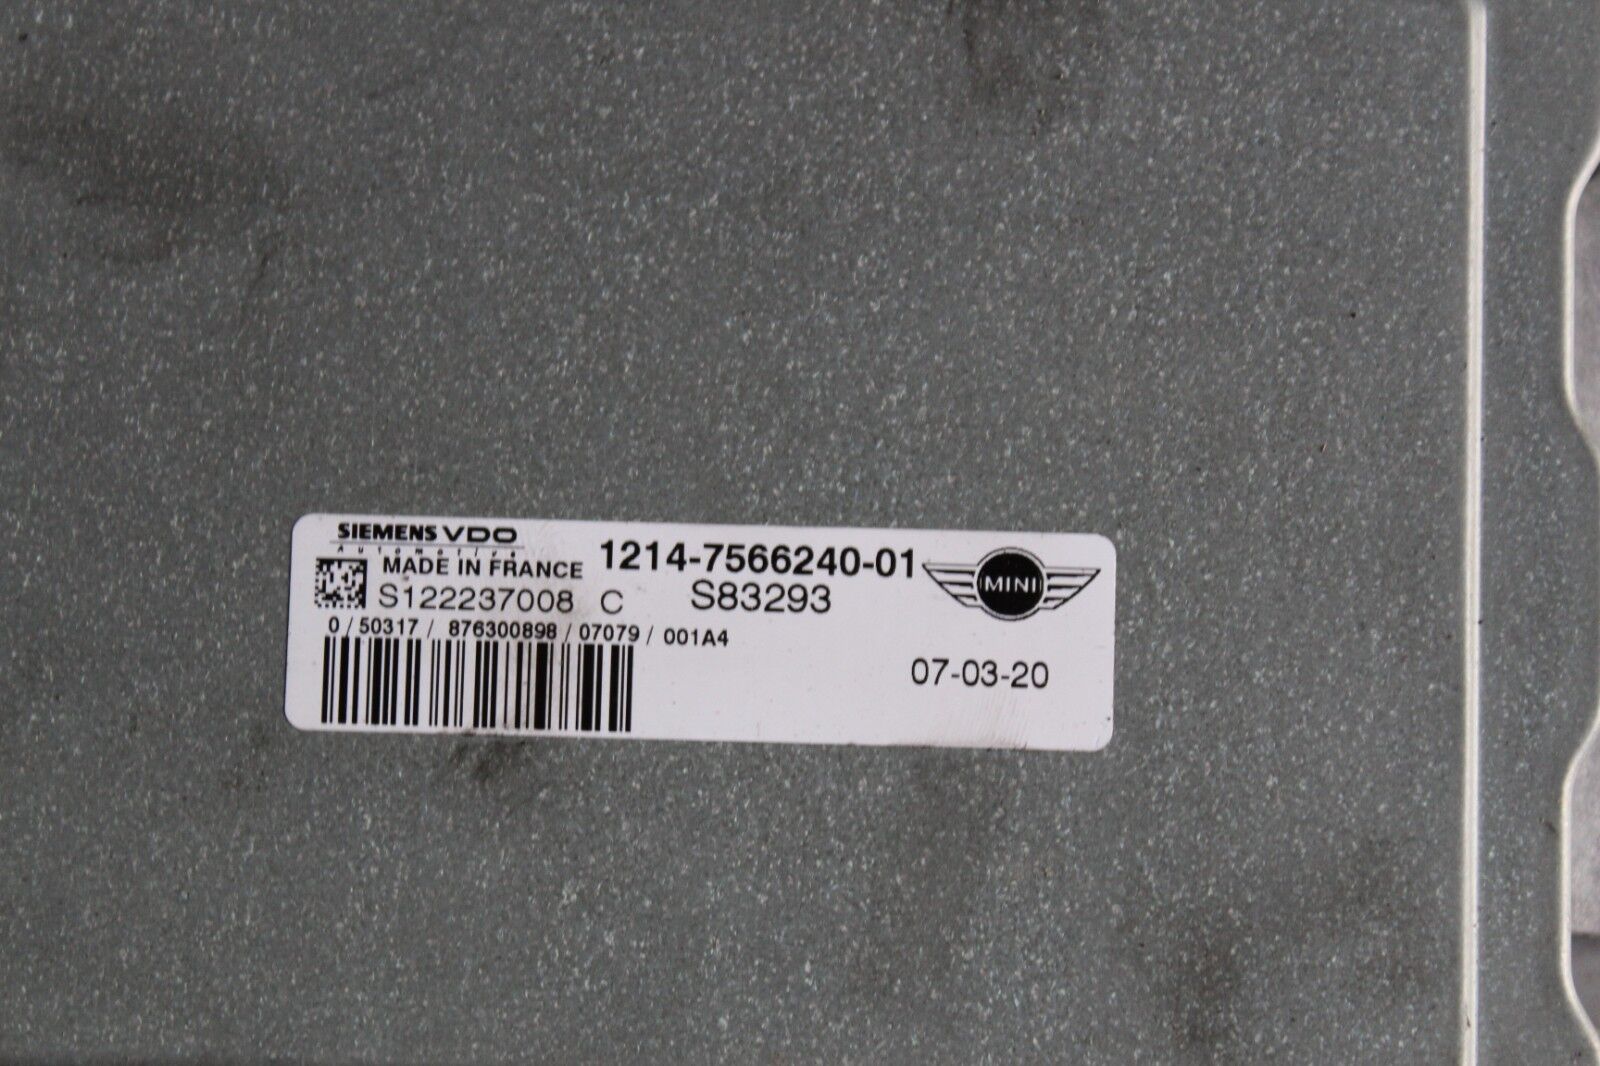 SIEMENS VDO
Automotive
MADE IN FRANCE 1214-7566240-01
MINI
S122237008 C S83293
0 / 50317 / 876300898 / 07079 / 001A4
07-03-20